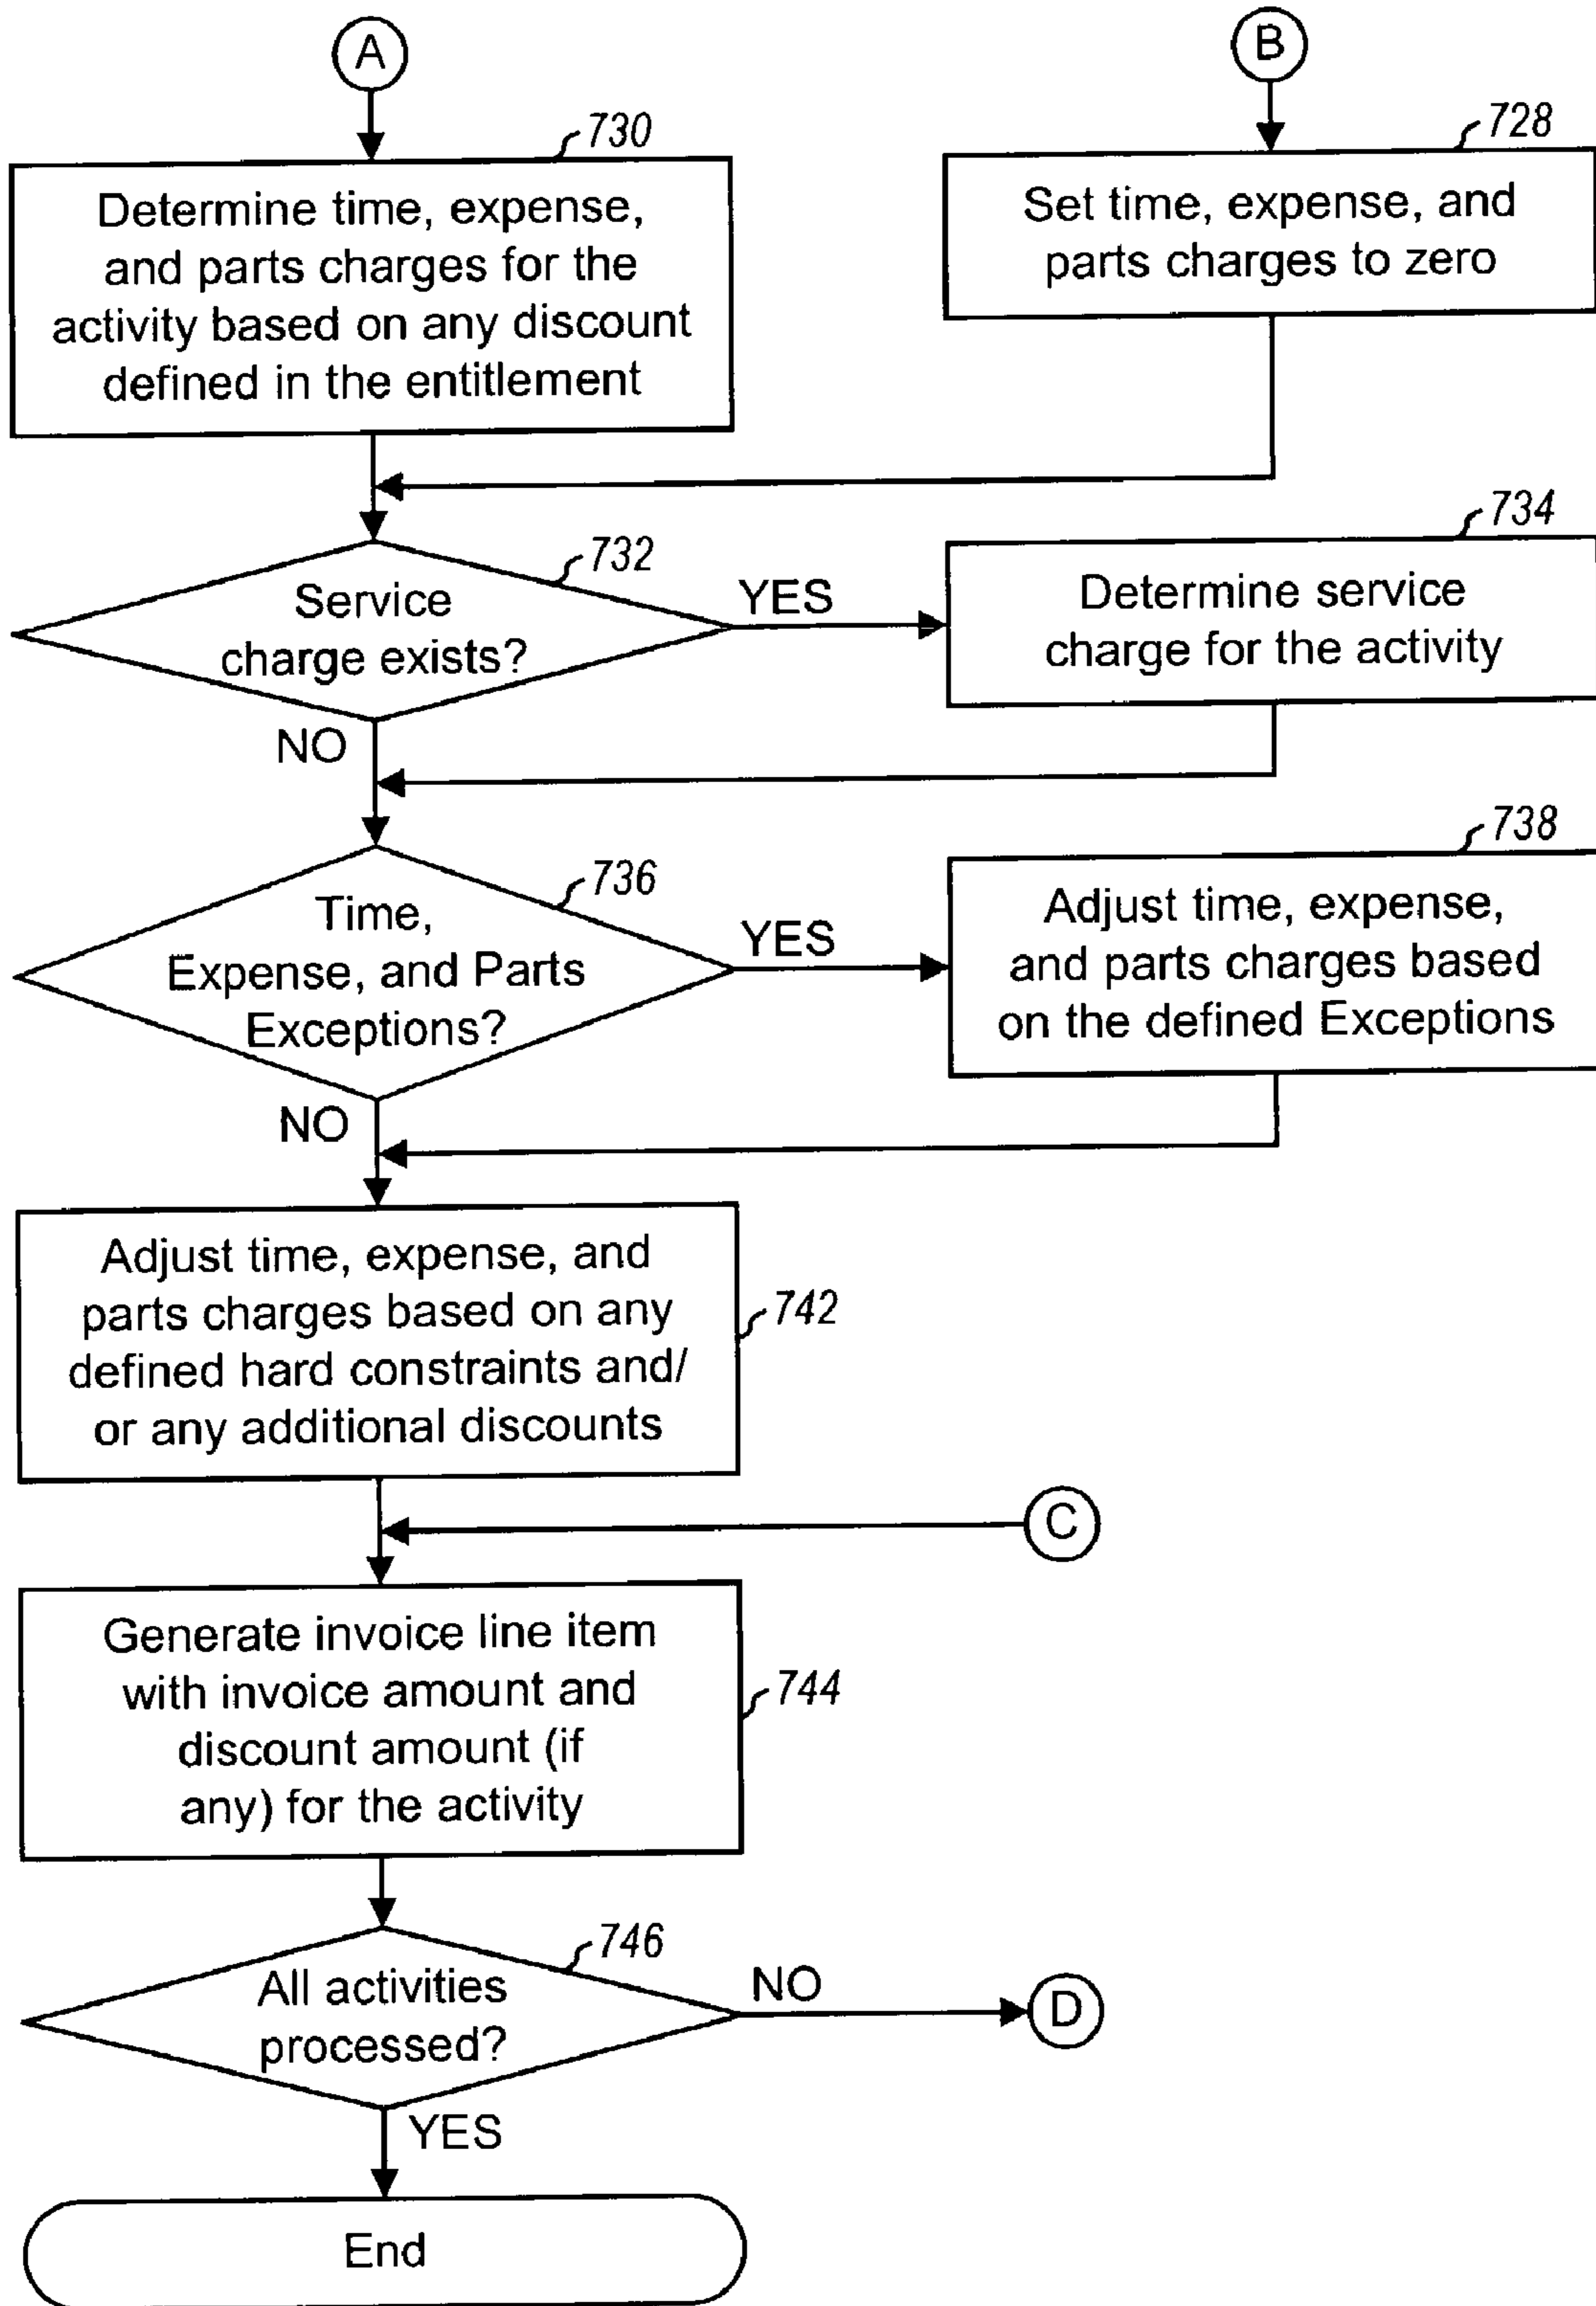 A
B
730
Determine time, expense,
and parts charges for the
activity based on any discount
defined in the entitlement
728
Set time, expense, and
parts charges to zero
732
Service
charge exists?
YES
NO
734
Determine service
charge for the activity
736
Time,
Expense, and Parts
Exceptions?
YES
NO
738
Adjust time, expense,
and parts charges based
on the defined Exceptions
Adjust time, expense, and
parts charges based on any
defined hard constraints and/
or any additional discounts
742
C
Generate invoice line item
with invoice amount and
discount amount (if
any) for the activity
744
746
All activities
processed?
NO
D
YES
End